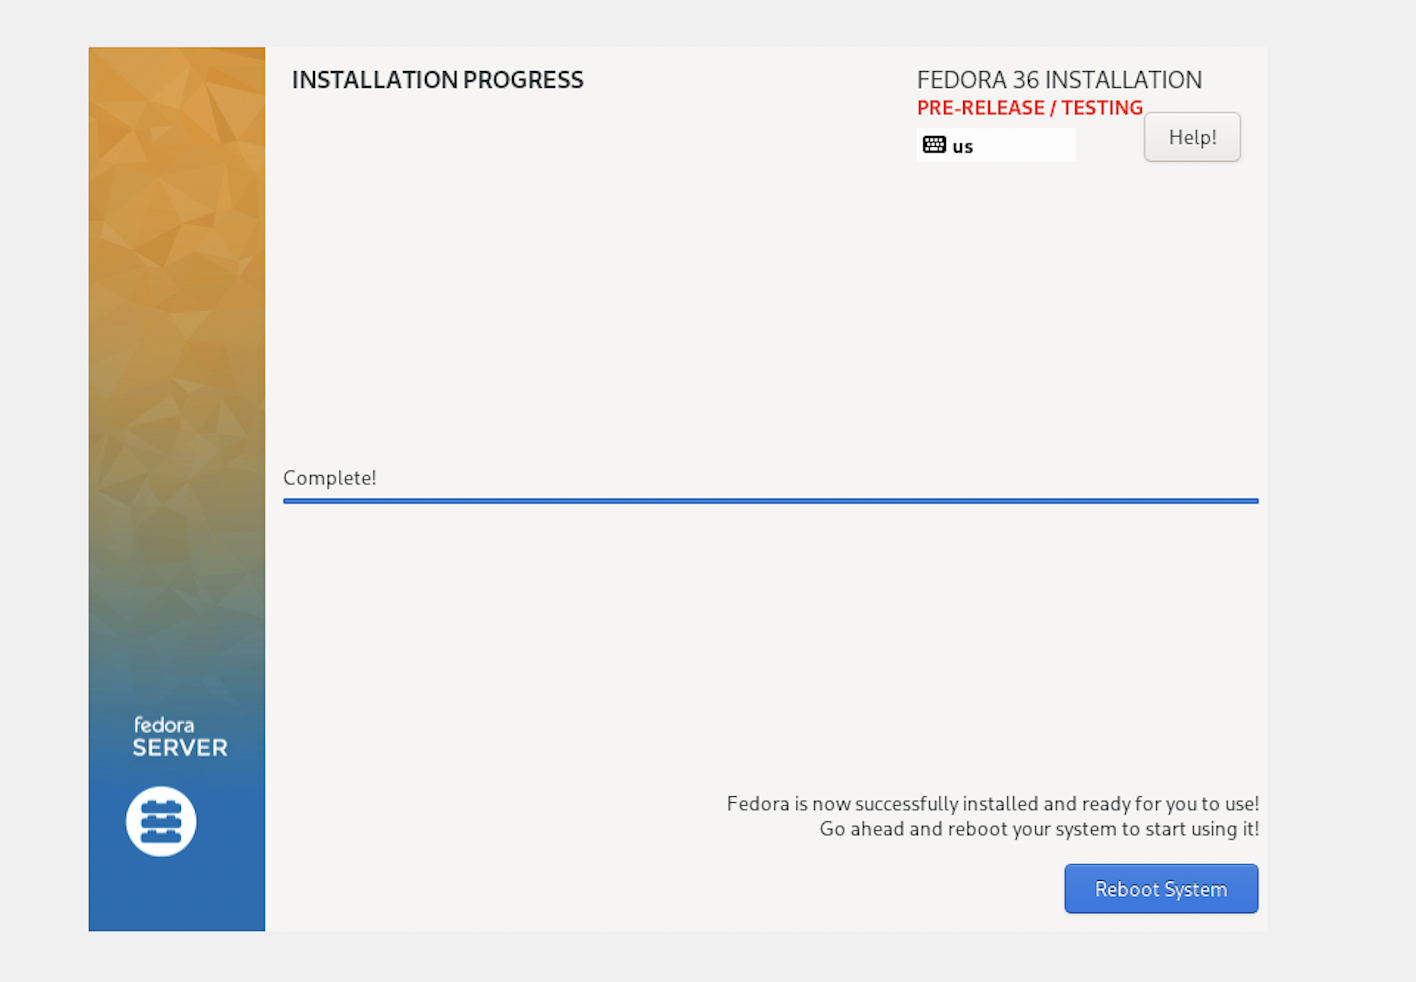 INSTALLATION PROGRESS
FEDORA 36 INSTALLATION
PRE-RELEASE / TESTING
us
Help!
Complete!
fedora
SERVER
Fedora is now successfully installed and ready for you to use!
Go ahead and reboot your system to start using it!
Reboot System